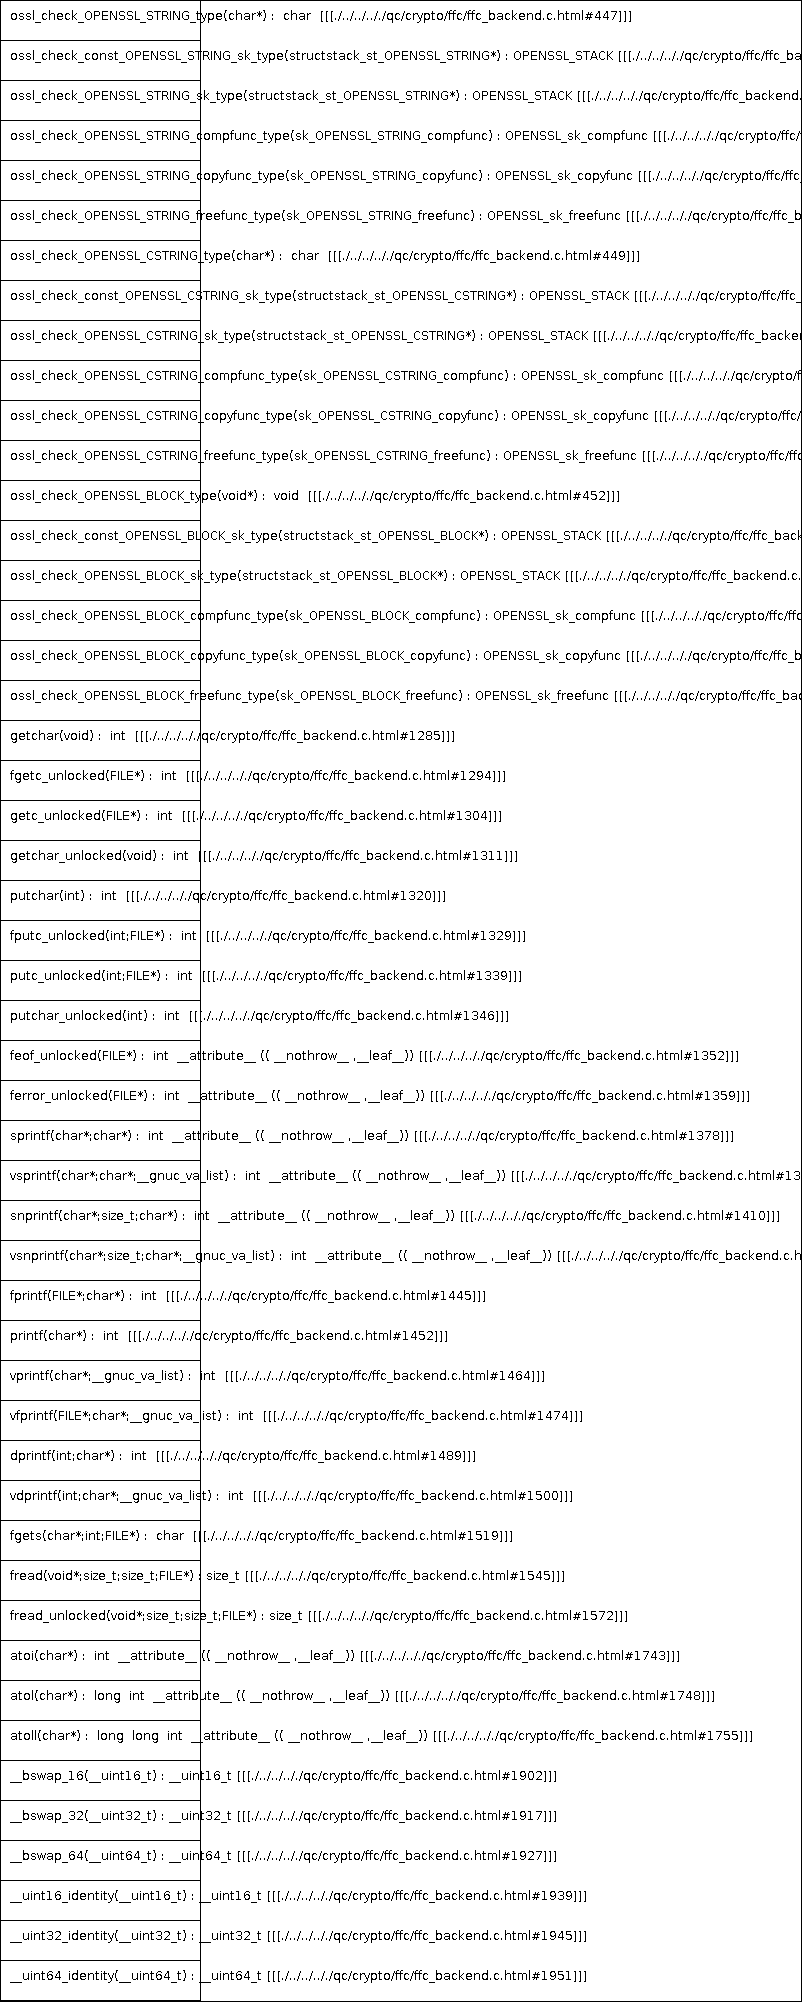 ossl_check_OPENSSL_STRING_type(char*) : char [[[./../../../qc/crypto/ffc/ffc_backend.c.html#447]]]
ossl_check_const_OPENSSL_STRING_sk_type(structstack_st_OPENSSL_STRING*) : OPENSSL_STACK [[[./../../../qc/crypto/ffc/ffc_ba
ossl_check_OPENSSL_STRING_sk_type(structstack_st_OPENSSL_STRING*) : OPENSSL_STACK [[[./../../../qc/crypto/ffc/ffc_backend.
ossl_check_OPENSSL_STRING_compfunc_type(sk_OPENSSL_STRING_compfunc) : OPENSSL_sk_compfunc [[[./../../../qc/crypto/ffc/
ossl_check_OPENSSL_STRING_copyfunc_type(sk_OPENSSL_STRING_copyfunc) : OPENSSL_sk_copyfunc [[[./../../../qc/crypto/ffc/ffc_
ossl_check_OPENSSL_STRING_freefunc_type(sk_OPENSSL_STRING_freefunc) : OPENSSL_sk_freefunc [[[./../../../qc/crypto/ffc/ffc_b
ossl_check_OPENSSL_CSTRING_type(char*) : char [[[./../../../qc/crypto/ffc/ffc_backend.c.html#449]]]
ossl_check_const_OPENSSL_CSTRING_sk_type(structstack_st_OPENSSL_CSTRING*) : OPENSSL_STACK [[[./../../../qc/crypto/ffc/ffc_
ossl_check_OPENSSL_CSTRING_sk_type(structstack_st_OPENSSL_CSTRING*) : OPENSSL_STACK [[[./../../../qc/crypto/ffc/ffc_backe
ossl_check_OPENSSL_CSTRING_compfunc_type(sk_OPENSSL_CSTRING_compfunc) : OPENSSL_sk_compfunc [[[./../../../qc/crypto/f
ossl_check_OPENSSL_CSTRING_copyfunc_type(sk_OPENSSL_CSTRING_copyfunc) : OPENSSL_sk_copyfunc [[[./../../../qc/crypto/ffc/
ossl_check_OPENSSL_CSTRING_freefunc_type(sk_OPENSSL_CSTRING_freefunc) : OPENSSL_sk_freefunc [[[./../../../qc/crypto/ffc/ffc
ossl_check_OPENSSL_BLOCK_type(void*) : void [[[./../../../qc/crypto/ffc/ffc_backend.c.html#452]]]
ossl_check_const_OPENSSL_BLOCK_sk_type(structstack_st_OPENSSL_BLOCK*) : OPENSSL_STACK [[[./../../../qc/crypto/ffc/ffc_back
ossl_check_OPENSSL_BLOCK_sk_type(structstack_st_OPENSSL_BLOCK*) : OPENSSL_STACK [[[./../../../qc/crypto/ffc/ffc_backend.c.
ossl_check_OPENSSL_BLOCK_compfunc_type(sk_OPENSSL_BLOCK_compfunc) : OPENSSL_sk_compfunc [[[./../../../qc/crypto/ffc/ffc
ossl_check_OPENSSL_BLOCK_copyfunc_type(sk_OPENSSL_BLOCK_copyfunc) : OPENSSL_sk_copyfunc [[[./../../../qc/crypto/ffc/ffc_b
ossl_check_OPENSSL_BLOCK_freefunc_type(sk_OPENSSL_BLOCK_freefunc) : OPENSSL_sk_freefunc [[[./../../../qc/crypto/ffc/ffc_bac
getchar(void) : int [[[./../../../qc/crypto/ffc/ffc_backend.c.html#1285]]]
fgetc_unlocked(FILE*) : int [[[./../../../qc/crypto/ffc/ffc_backend.c.html#1294]]]
getc_unlocked(FILE*) : int [[[./../../../qc/crypto/ffc/ffc_backend.c.html#1304]]]
getchar_unlocked(void) : int [[[./../../../qc/crypto/ffc/ffc_backend.c.html#1311]]]
putchar(int) : int [[[./../../../qc/crypto/ffc/ffc_backend.c.html#1320]]]
fputc_unlocked(int;FILE*) : int [[[./../../../qc/crypto/ffc/ffc_backend.c.html#1329]]]
putc_unlocked(int;FILE*) : int [[[./../../../qc/crypto/ffc/ffc_backend.c.html#1339]]]
putchar_unlocked(int) : int [[[./../../../qc/crypto/ffc/ffc_backend.c.html#1346]]]
feof_unlocked(FILE*) : int __attribute__ (( __nothrow__ ,__leaf__)) [[[./../../../qc/crypto/ffc/ffc_backend.c.html#1352]]]
ferror_unlocked(FILE*) : int __attribute__ (( __nothrow__ ,__leaf__)) [[[./../../../qc/crypto/ffc/ffc_backend.c.html#1359]]]
sprintf(char*;char*) : int __attribute__ (( __nothrow__ ,__leaf__)) [[[./../../../qc/crypto/ffc/ffc_backend.c.html#1378]]]
vsprintf(char*;char*;__gnuc_va_list) : int __attribute__ (( __nothrow__ ,__leaf__)) [[[./../../../qc/crypto/ffc/ffc_backend.c.html#13
snprintf(char*;size_t;char*) : int __attribute__ (( __nothrow__ ,__leaf__)) [[[./../../../qc/crypto/ffc/ffc_backend.c.html#1410]]]
vsnprintf(char*;size_t;char*;__gnuc_va_list) : int __attribute__ (( __nothrow__ ,__leaf__)) [[[./../../../qc/crypto/ffc/ffc_backend.c.h
fprintf(FILE*;char*) : int [[[./../../../qc/crypto/ffc/ffc_backend.c.html#1445]]]
printf(char*) : int [[[./../../../qc/crypto/ffc/ffc_backend.c.html#1452]]]
vprintf(char*;__gnuc_va_list) : int [[[./../../../qc/crypto/ffc/ffc_backend.c.html#1464]]]
vfprintf(FILE*;char*;__gnuc_va_list) : int [[[./../../../qc/crypto/ffc/ffc_backend.c.html#1474]]]
dprintf(int;char*) : int [[[./../../../qc/crypto/ffc/ffc_backend.c.html#1489]]]
vdprintf(int;char*;__gnuc_va_list) : int [[[./../../../qc/crypto/ffc/ffc_backend.c.html#1500]]]
fgets(char*;int;FILE*) : char [[[./../../../qc/crypto/ffc/ffc_backend.c.html#1519]]]
fread(void*;size_t;size_t;FILE*) : size_t [[[./../../../qc/crypto/ffc/ffc_backend.c.html#1545]]]
fread_unlocked(void*;size_t;size_t;FILE*) : size_t [[[./../../../qc/crypto/ffc/ffc_backend.c.html#1572]]]
atoi(char*) : int __attribute__ (( __nothrow__ ,__leaf__)) [[[./../../../qc/crypto/ffc/ffc_backend.c.html#1743]]]
atol(char*) : long int __attribute__ (( __nothrow__ ,__leaf__)) [[[./../../../qc/crypto/ffc/ffc_backend.c.html#1748]]]
atoll(char*) : long long int __attribute__ (( __nothrow__ ,__leaf__)) [[[./../../../qc/crypto/ffc/ffc_backend.c.html#1755]]]
__bswap_16(__uint16_t) : __uint16_t [[[./../../../qc/crypto/ffc/ffc_backend.c.html#1902]]]
__bswap_32(__uint32_t) : __uint32_t [[[./../../../qc/crypto/ffc/ffc_backend.c.html#1917]]]
__bswap_64(__uint64_t) : __uint64_t [[[./../../../qc/crypto/ffc/ffc_backend.c.html#1927]]]
__uint16_identity(__uint16_t) : __uint16_t [[[./../../../qc/crypto/ffc/ffc_backend.c.html#1939]]]
__uint32_identity(__uint32_t) : __uint32_t [[[./../../../qc/crypto/ffc/ffc_backend.c.html#1945]]]
__uint64_identity(__uint64_t) : __uint64_t [[[./../../../qc/crypto/ffc/ffc_backend.c.html#1951]]]